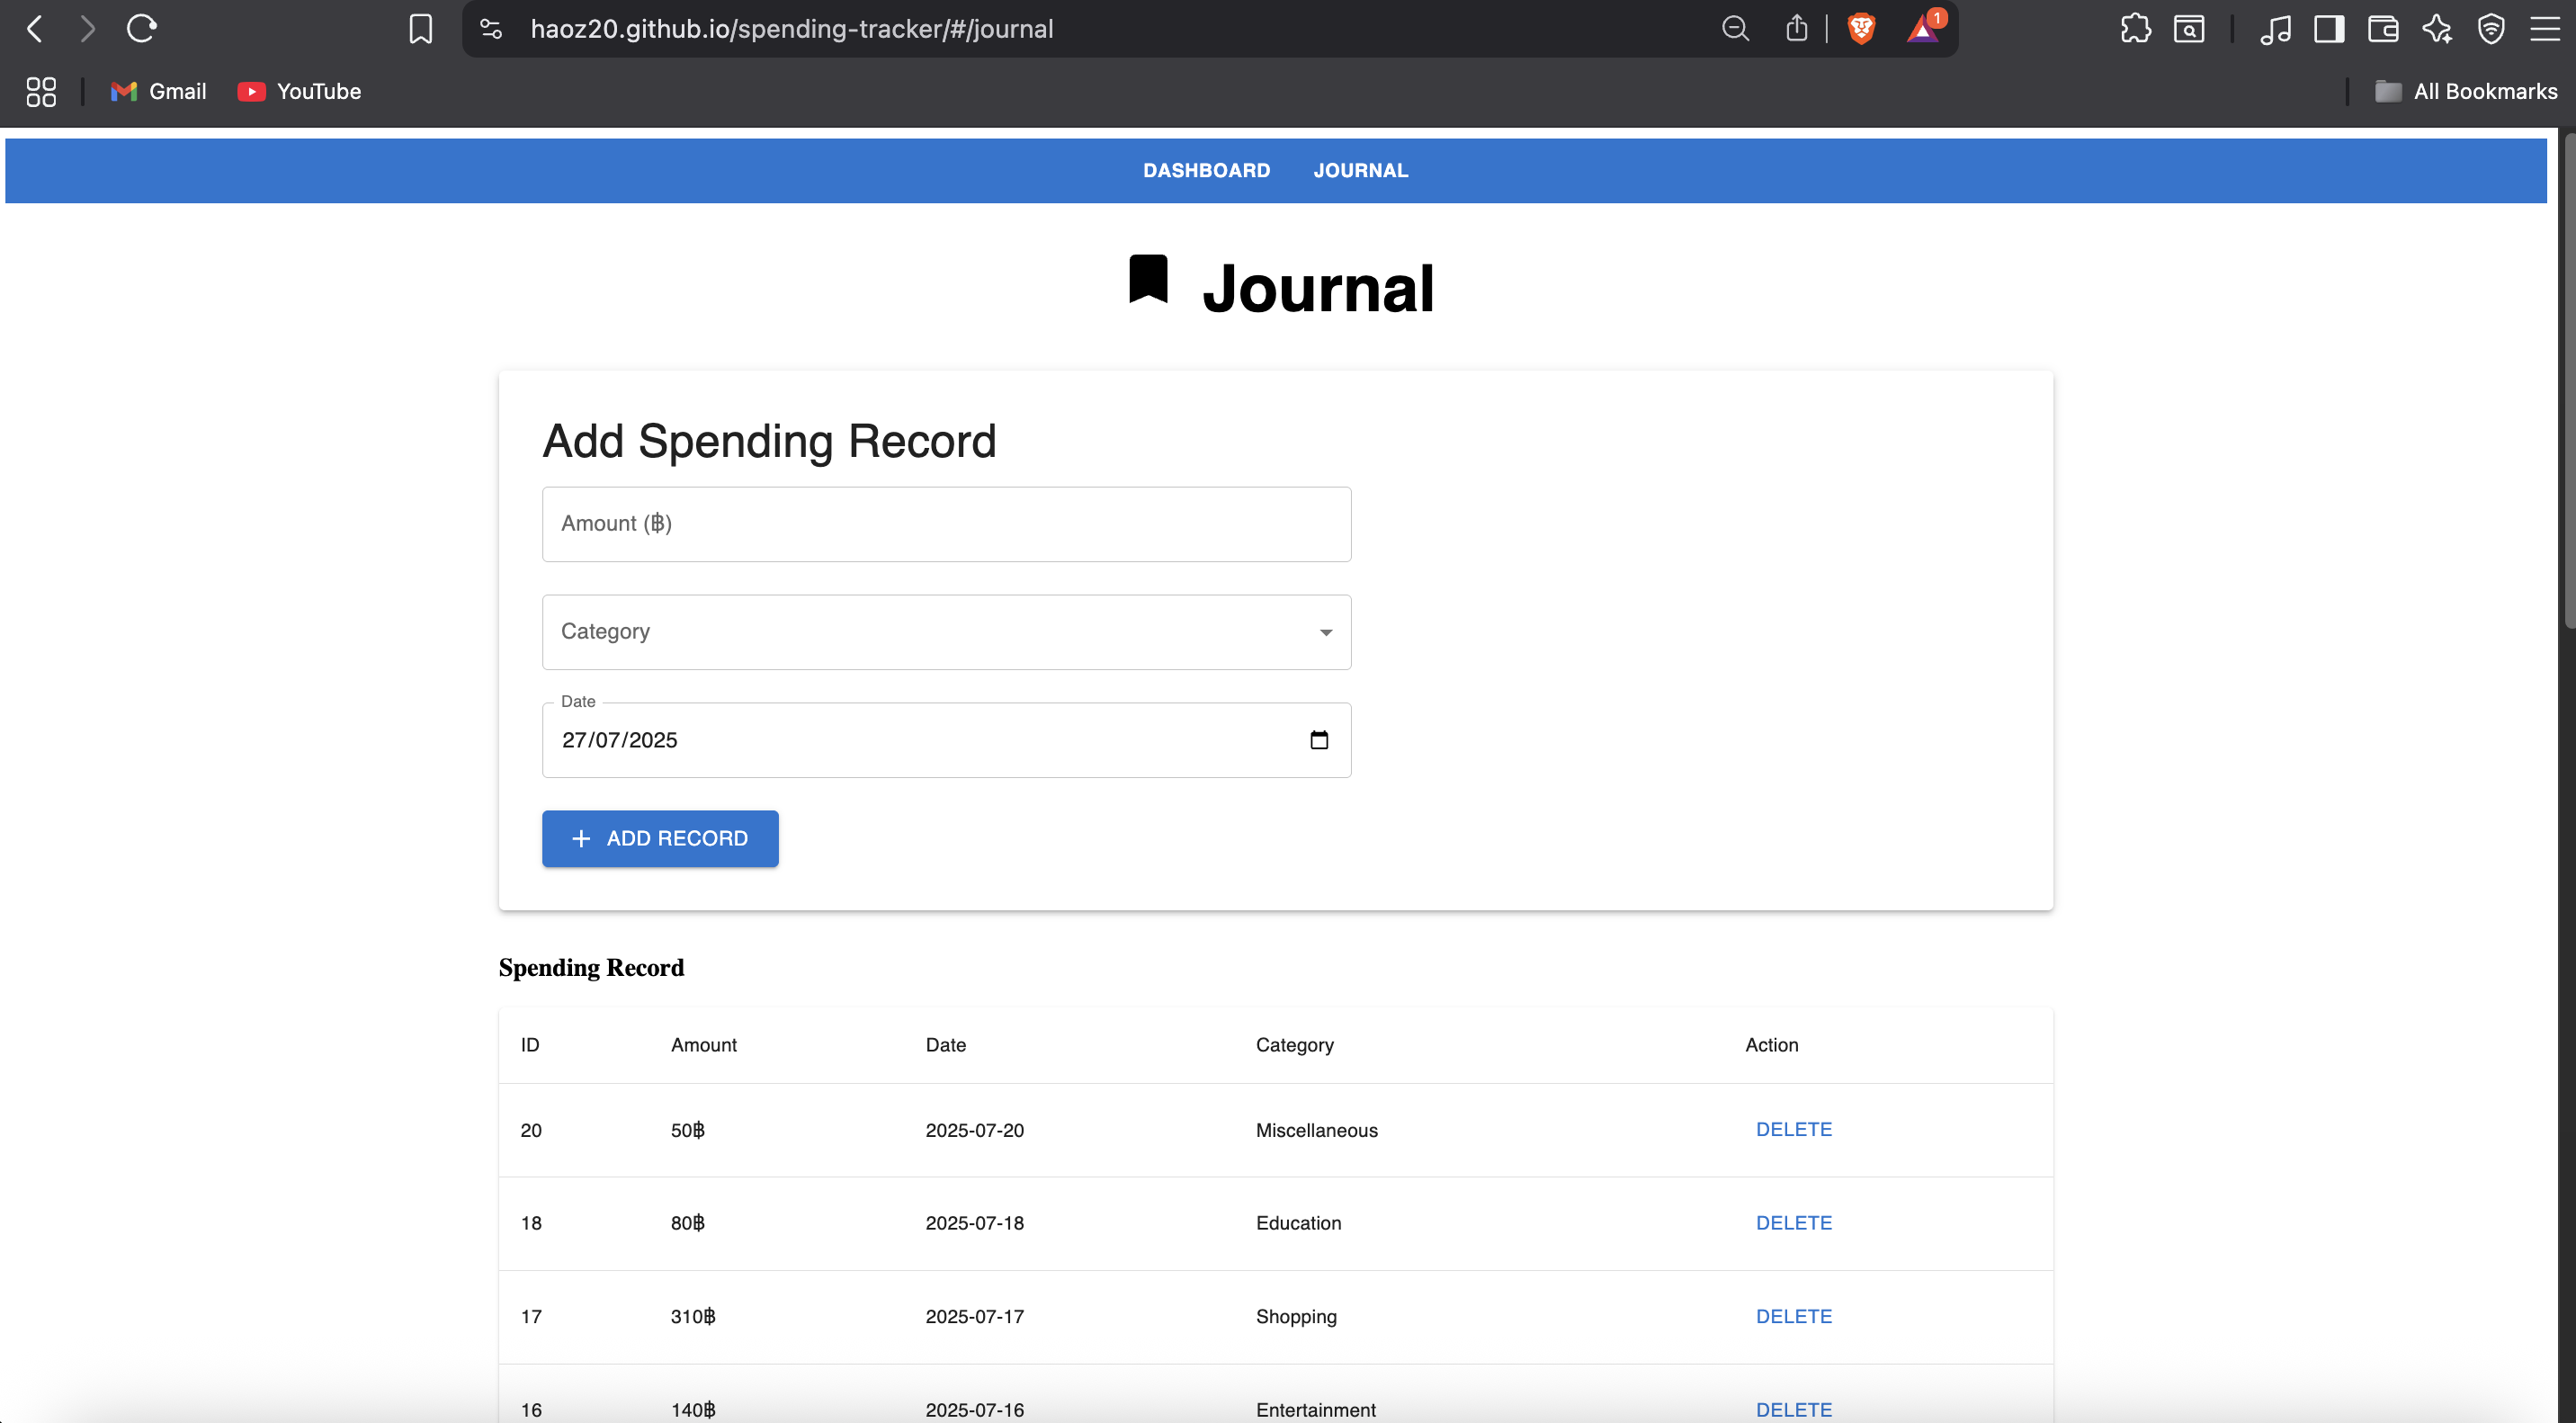 haoz20.github.io/spending-tracker/#/journal
1
Gmail YouTube All Bookmarks
DASHBOARD JOURNAL
Journal
Add Spending Record
Amount (฿)
Category
Date
27/07/2025
+ ADD RECORD
Spending Record
ID Amount Date Category Action
20 50฿ 2025-07-20 Miscellaneous DELETE
18 80฿ 2025-07-18 Education DELETE
17 310฿ 2025-07-17 Shopping DELETE
16 140฿ 2025-07-16 Entertainment DELETE